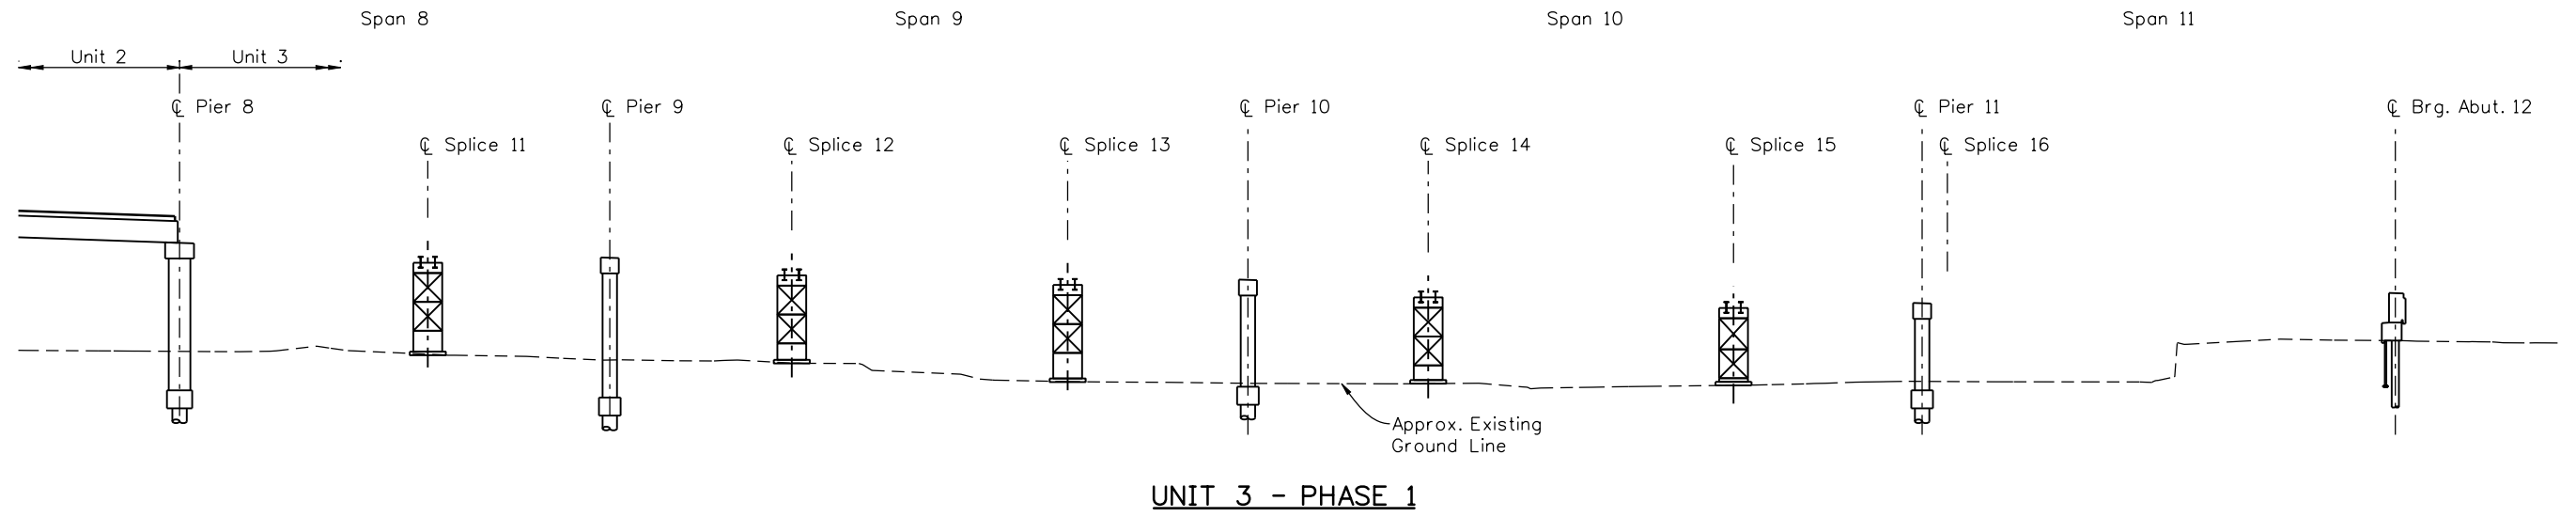 Span 8
Span 9
Span 10
Span 11
Unit 2
Unit 3
℄ Pier 8
℄ Pier 9
℄ Pier 10
℄ Pier 11
℄ Brg. Abut. 12
℄ Splice 11
℄ Splice 12
℄ Splice 13
℄ Splice 14
℄ Splice 15
℄ Splice 16
Approx. Existing
Ground Line
UNIT 3 - PHASE 1